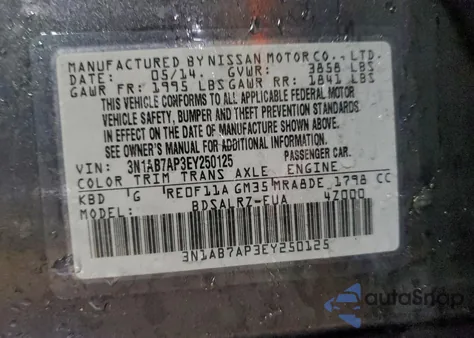 MANUFACTURED BY NISSAN MOTOR CO., LTD.
DATE: 05/14. GVWR: 3858 LBS
GAWR FR: 1995 LBS GAWR RR: 1841 LBS
THIS VEHICLE CONFORMS TO ALL APPLICABLE FEDERAL MOTOR
VEHICLE SAFETY, BUMPER AND THEFT PREVENTION STANDARDS
IN EFFECT ON THE DATE OF MANUFACTURE SHOWN ABOVE.
SEE OWNER'S MANUAL FOR ADDITIONAL INFORMATION.
VIN: 3N1AB7AP3EY250125 PASSENGER CAR.
COLOR TRIM TRANS AXLE ENGINE
KBD G RE0F11A GM35 MRA8DE 1798 CC
MODEL: BDSALRZ-EUA 4Z000
3N1AB7AP3EY250125
autoSnap